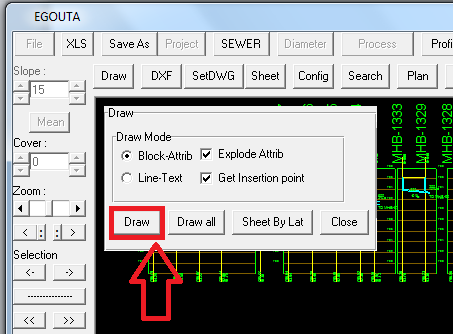 EGOUTA
File XLS Save As Project SEWER Diameter Process Profi
Slope :
15
Draw DXF SetDWG Sheet Config Search Plan
Mean
Cover :
0
Zoom :
< : : >
Selection
<- ->
--------------------
<< >>
Draw
Draw Mode
Block-Attrib Explode Attrib
Line-Text Get Insertion point
Draw Draw all Sheet By Lat Close
MHB-1333
MHB-1329
MHB-1328